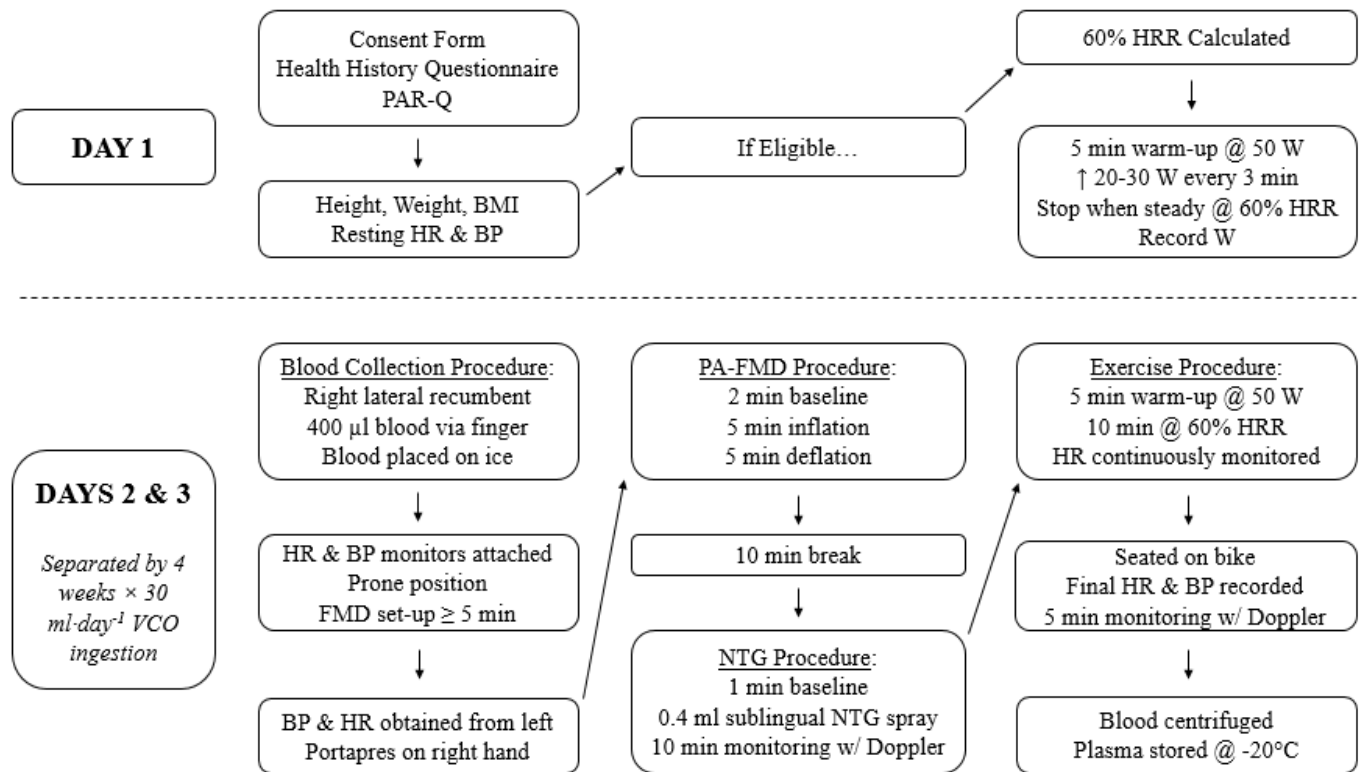 DAY 1
Consent Form
Health History Questionnaire
PAR-Q
Height, Weight, BMI
Resting HR & BP
If Eligible…
60% HRR Calculated
5 min warm-up @ 50 W
↑ 20-30 W every 3 min
Stop when steady @ 60% HRR
Record W
DAYS 2 & 3
Separated by 4
weeks × 30
ml·day⁻¹ VCO
ingestion
Blood Collection Procedure:
Right lateral recumbent
400 µl blood via finger
Blood placed on ice
HR & BP monitors attached
Prone position
FMD set-up ≥ 5 min
BP & HR obtained from left
Portapres on right hand
PA-FMD Procedure:
2 min baseline
5 min inflation
5 min deflation
10 min break
NTG Procedure:
1 min baseline
0.4 ml sublingual NTG spray
10 min monitoring w/ Doppler
Exercise Procedure:
5 min warm-up @ 50 W
10 min @ 60% HRR
HR continuously monitored
Seated on bike
Final HR & BP recorded
5 min monitoring w/ Doppler
Blood centrifuged
Plasma stored @ -20°C